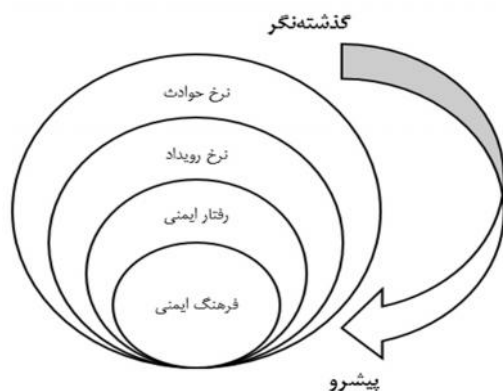 گذشته‌نگر
نرخ حوادث
نرخ رویداد
رفتار ایمنی
فرهنگ ایمنی
پیشرو